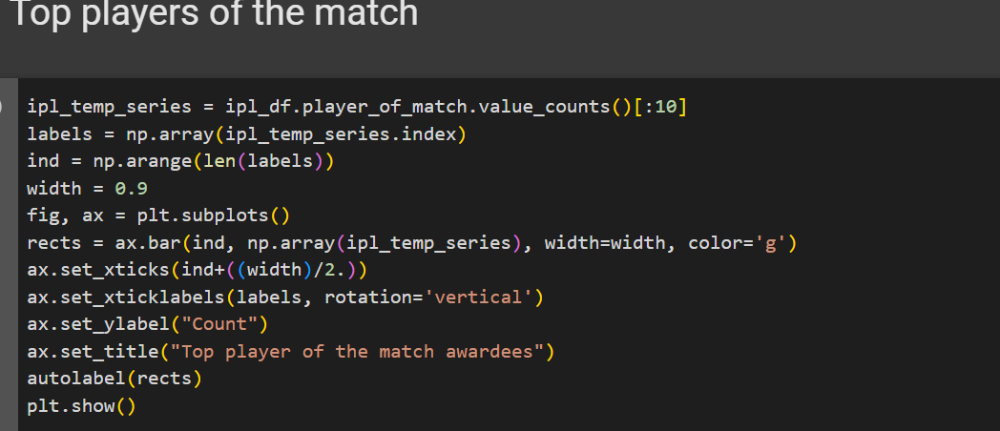 Top players of the match
ipl_temp_series = ipl_df.player_of_match.value_counts()[:10]
labels = np.array(ipl_temp_series.index)
ind = np.arange(len(labels))
width = 0.9
fig, ax = plt.subplots()
rects = ax.bar(ind, np.array(ipl_temp_series), width=width, color='g')
ax.set_xticks(ind+((width)/2.))
ax.set_xticklabels(labels, rotation='vertical')
ax.set_ylabel("Count")
ax.set_title("Top player of the match awardees")
autolabel(rects)
plt.show()